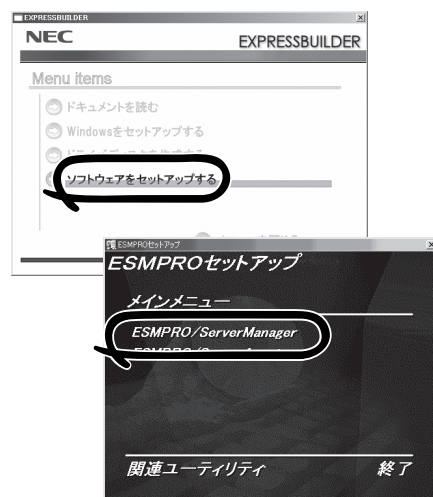 EXPRESSBUILDER
NEC
EXPRESSBUILDER
Menu items
ドキュメントを読む
Windowsをセットアップする
ソフトウェアをセットアップする
ESMPROセットアップ
ESMPROセットアップ
メインメニュー
ESMPRO/ServerManager
関連ユーティリティ
終了